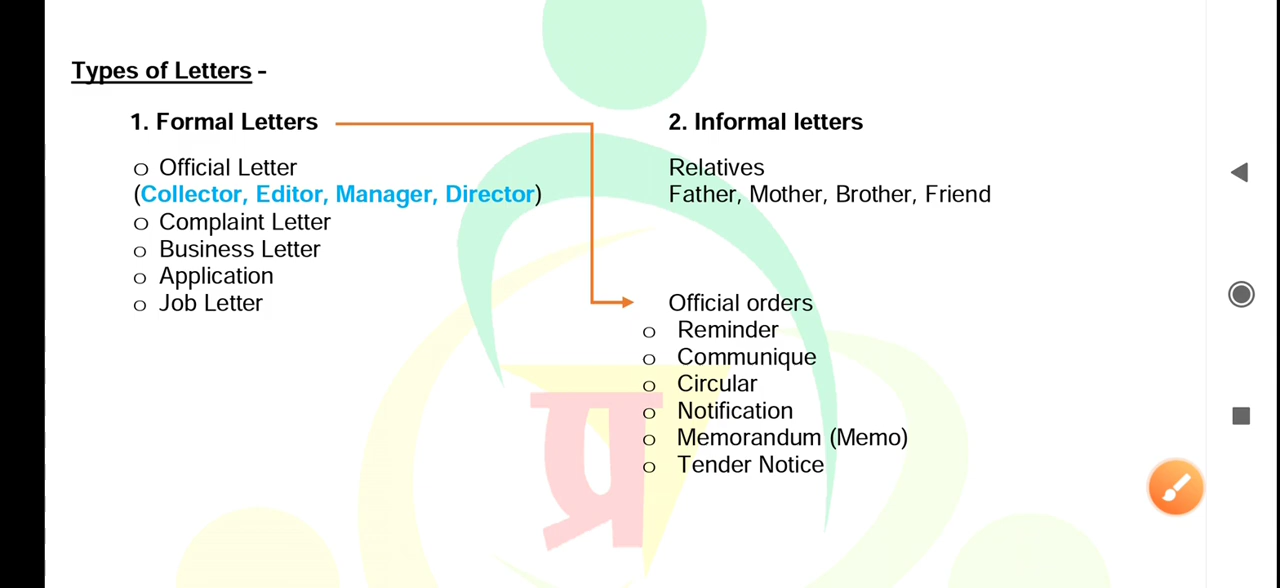 Types of Letters -
1. Formal Letters
o Official Letter
(Collector, Editor, Manager, Director)
o Complaint Letter
o Business Letter
o Application
o Job Letter
2. Informal letters
Relatives
Father, Mother, Brother, Friend
Official orders
o Reminder
o Communique
o Circular
o Notification
o Memorandum (Memo)
o Tender Notice
प्र